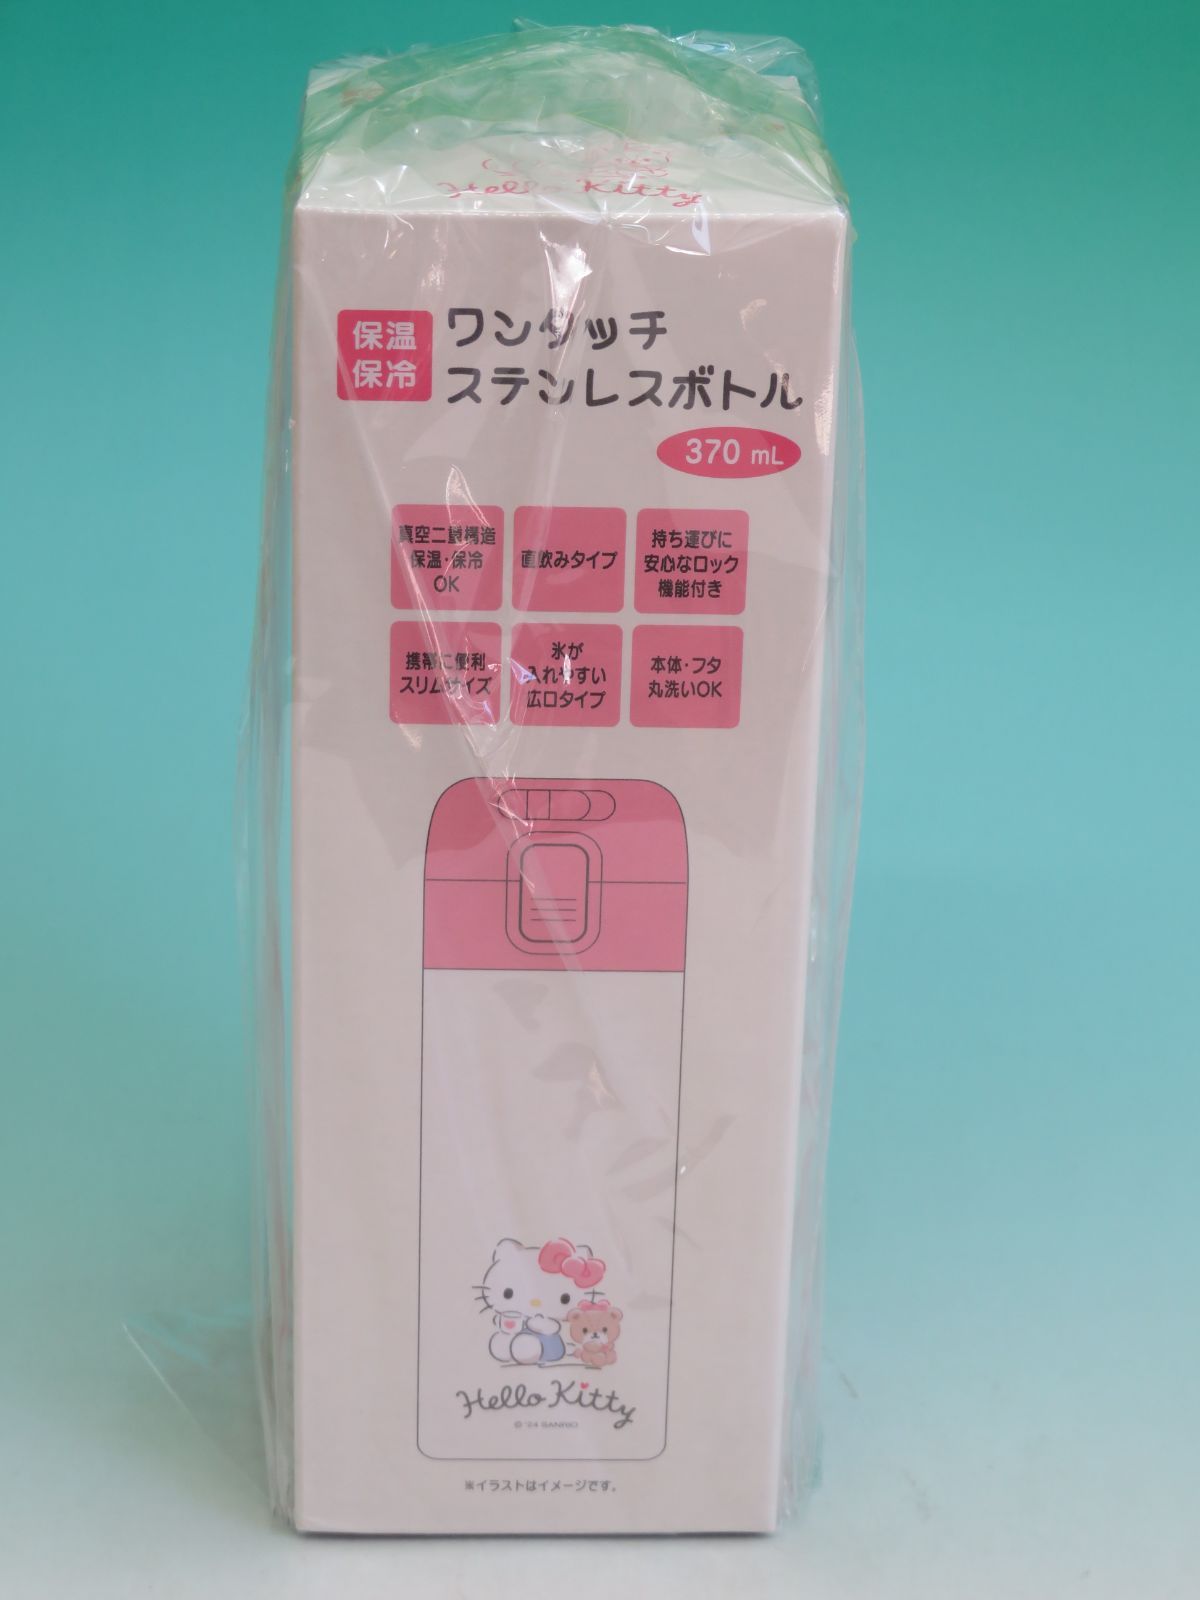 Hello Kitty
保温
保冷
ワンタッチ
ステンレスボトル
370 mL
真空二重構造
保温・保冷
OK
直飲みタイプ
持ち運びに
安心なロック
機能付き
携帯に便利
スリムサイズ
氷が
入れやすい
広口タイプ
本体・フタ
丸洗いOK
Hello Kitty
© '24 SANRIO
※イラストはイメージです。